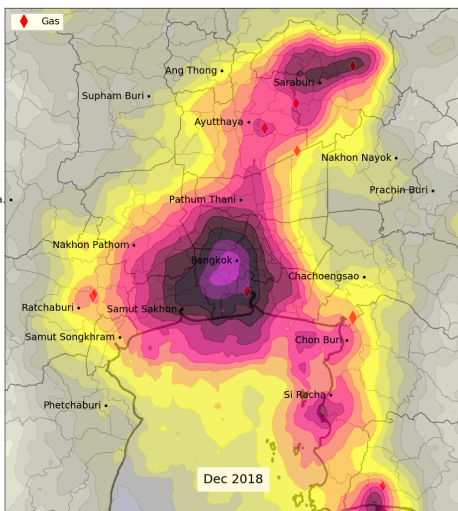 Gas
Ang Thong
Saraburi
Supham Buri
Ayutthaya
Nakhon Nayok
Prachin Buri
Pathum Thani
Nakhon Pathom
Bangkok
Chachoengsao
Ratchaburi
Samut Sakhon
Samut Songkhram
Chon Buri
Si Racha
Phetchaburi
Dec 2018